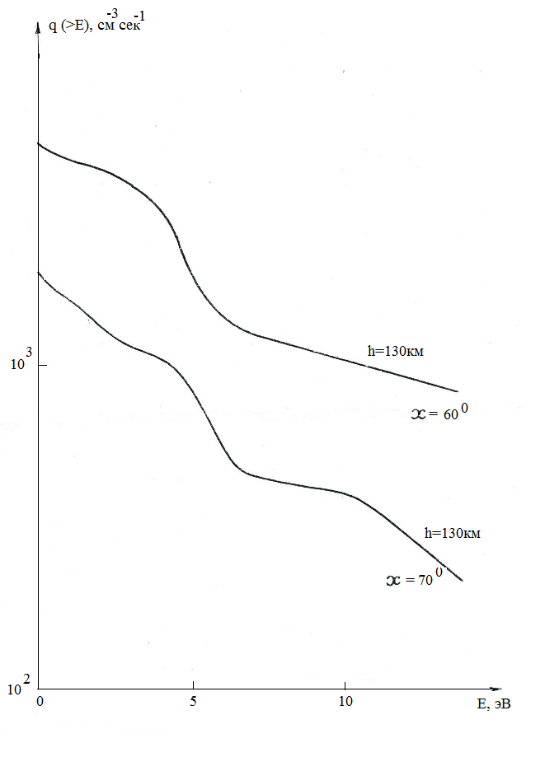 q (>E), см⁻³ сек⁻¹
h=130км
10³
x = 60⁰
h=130км
x = 70⁰
10²
0
5
10
E, эВ